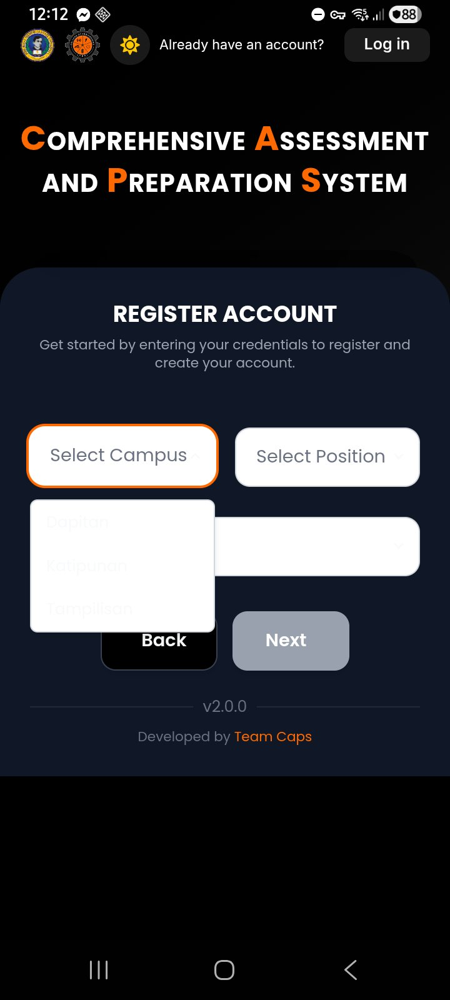 12:12
5
88
Already have an account?
Log in
Comprehensive Assessment
and Preparation System
REGISTER ACCOUNT
Get started by entering your credentials to register and
create your account.
Select Campus
Select Position
Dapitan
Katipunan
Tampilisan
Back
Next
v2.0.0
Developed by Team Caps